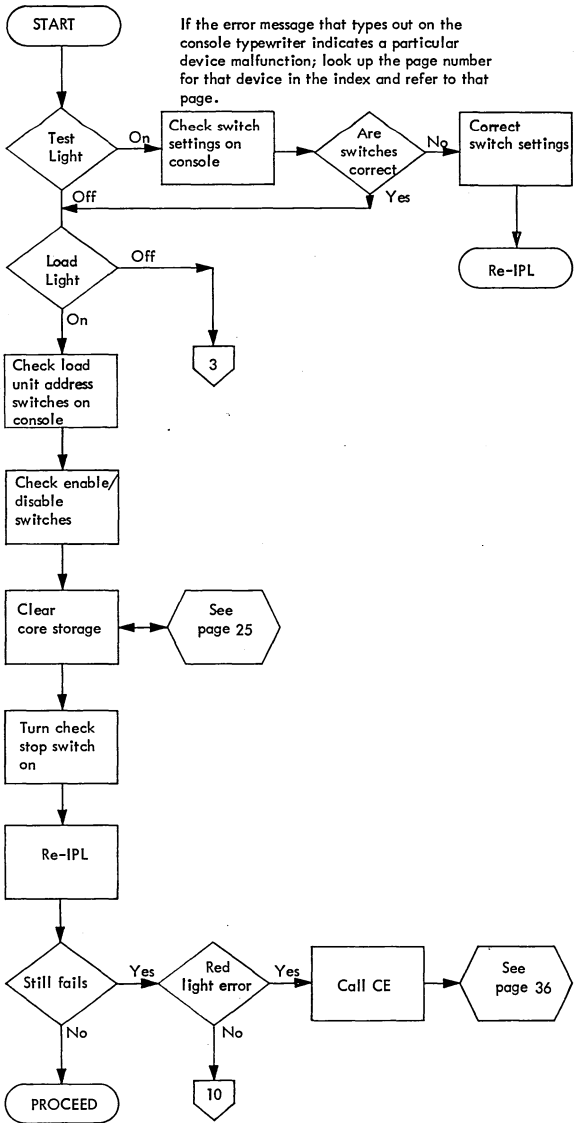 START
If the error message that types out on the
console typewriter indicates a particular
device malfunction; look up the page number
for that device in the index and refer to that
page.
Test
Light
On
Check switch
settings on
console
Are
switches
correct
No
Correct
switch settings
Off
Yes
Re-IPL
Load
Light
Off
On
3
Check load
unit address
switches on
console
Check enable/
disable
switches
Clear
core storage
See
page 25
Turn check
stop switch
on
Re-IPL
Still fails
Yes
Red
light error
Yes
Call CE
See
page 36
No
No
PROCEED
10